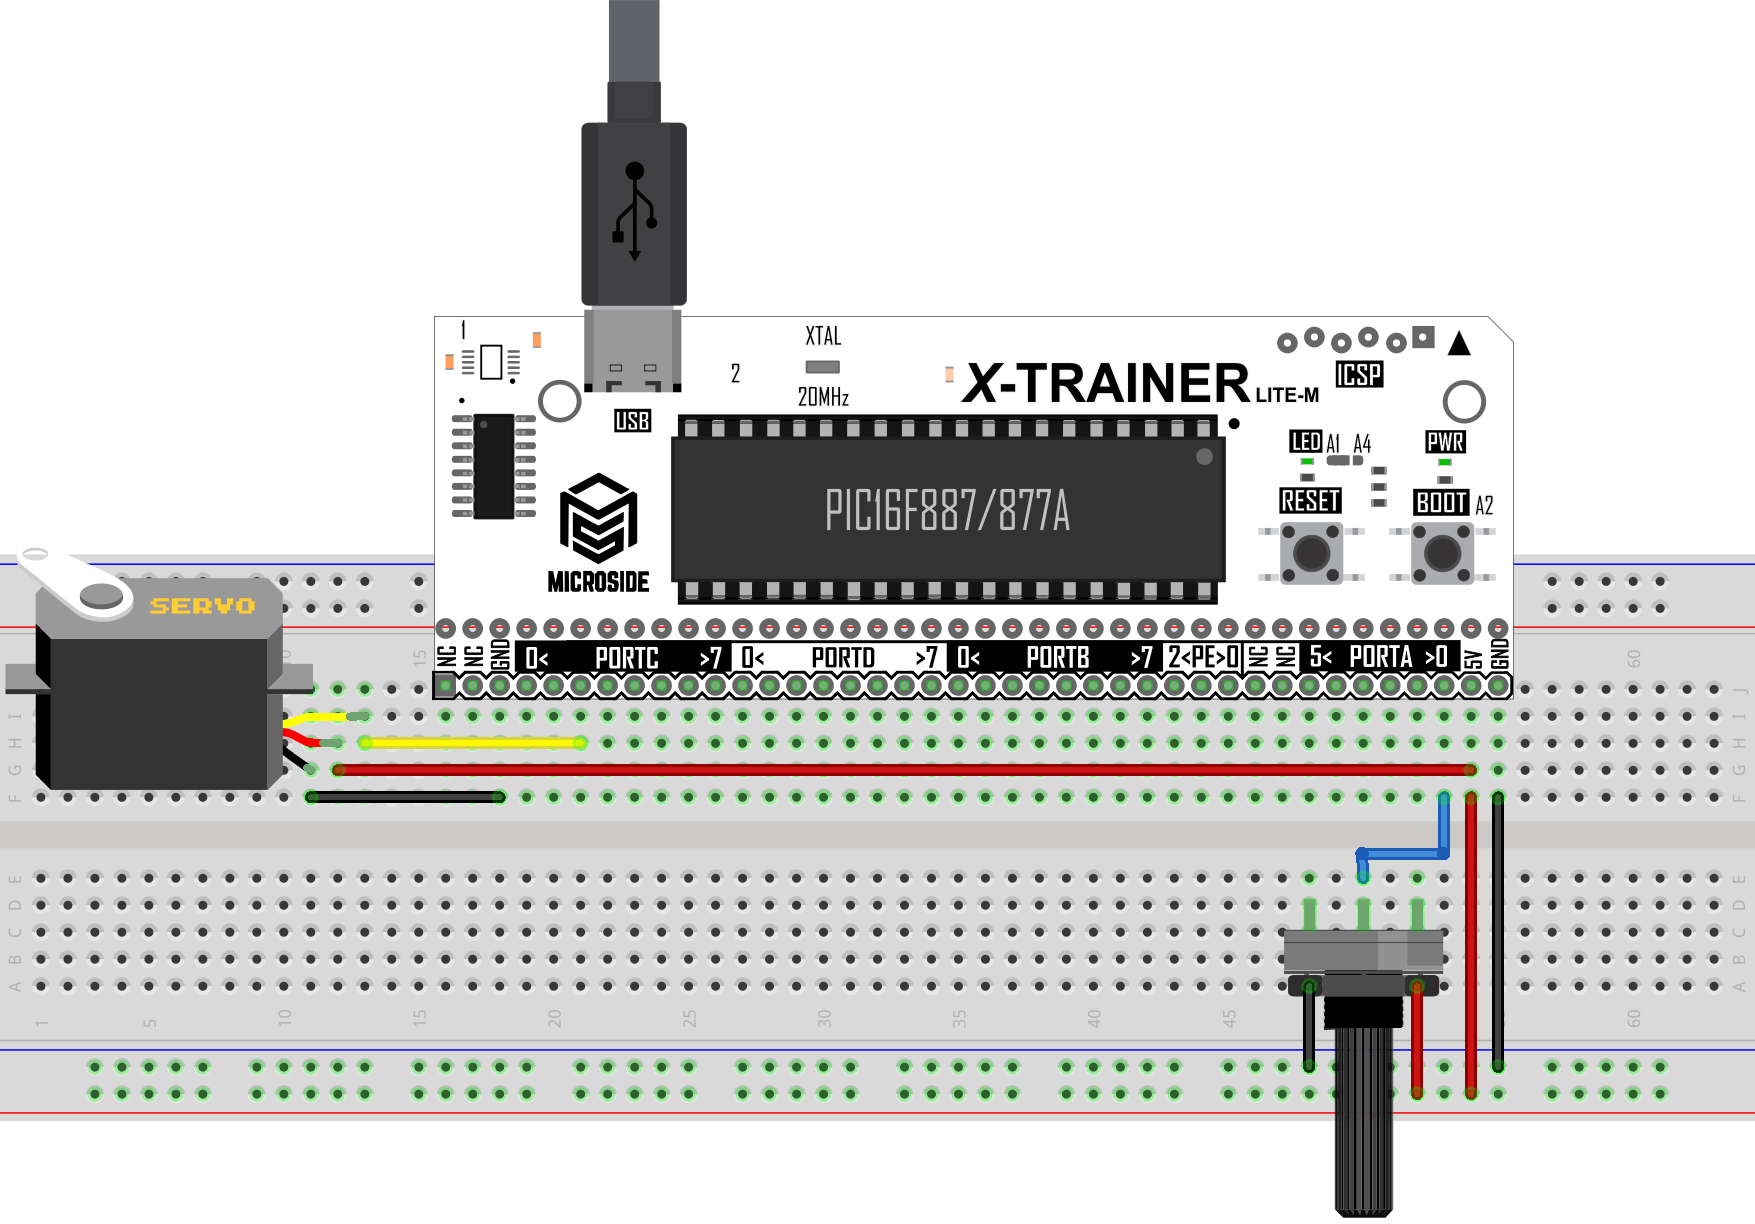 1
XTAL
2
20MHz
X-TRAINER LITE-M
ICSP
USB
LED A1 A4
PWR
RESET
BOOT A2
PIC16F887/877A
MICROSIDE
SERVO
NC NC GND 0< PORTC >7 0< PORTD >7 0< PORTB >7 2<PE>0 NC NC 5< PORTA >0 5V GND
15 60
J
I I
H H
G G
F F
E E
D D
C C
B B
A A
1 5 10 15 20 25 30 35 40 45 60